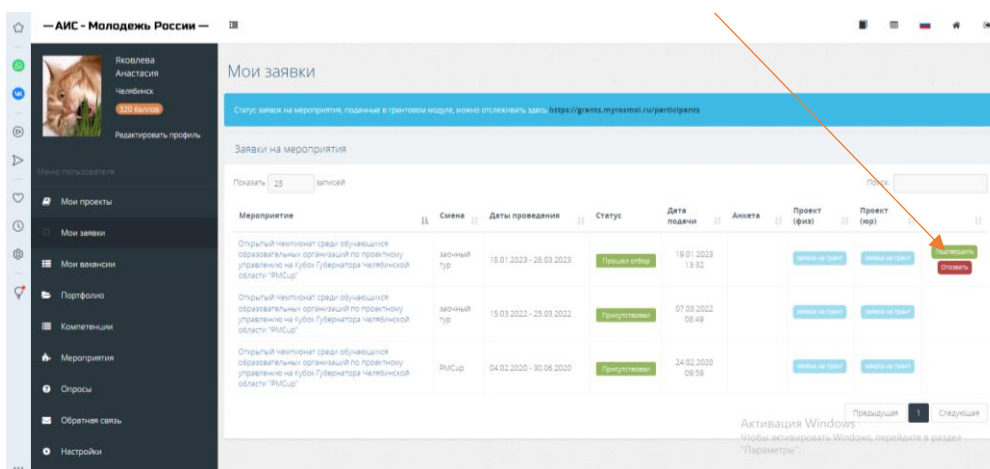 — АИС - Молодежь России —
Яковлева
Анастасия
Челябинск
320 баллов
Редактировать профиль
Меню пользователя
Мои проекты
Мои заявки
Мои вакансии
Портфолио
Компетенции
Мероприятия
Опросы
Обратная связь
Настройки
Мои заявки
Статус заявок на мероприятия, поданные в грантовом модуле, можно отслеживать здесь https://grants.myrosmol.ru/participants
Заявки на мероприятия
Показать 25 записей
Поиск:
Мероприятие Смена Даты проведения Статус Дата подачи Анкета Проект (физ) Проект (юр)
Открытый Чемпионат среди обучающихся
образовательных организаций по проектному
управлению на Кубок Губернатора Челябинской
области "PMCup"
заочный
тур
18.01.2023 - 26.03.2023
Прошел отбор
19.01.2023
13:32
заявка на грант
заявка на грант
Подтвердить
Отозвать
Открытый Чемпионат среди обучающихся
образовательных организаций по проектному
управлению на Кубок Губернатора Челябинской
области "PMCup"
заочный
тур
15.03.2022 - 25.03.2022
Присутствовал
07.03.2022
08:49
заявка на грант
заявка на грант
Открытый Чемпионат среди обучающихся
образовательных организаций по проектному
управлению на Кубок Губернатора Челябинской
области "PMCup"
PMCup
04.02.2020 - 30.06.2020
Присутствовал
24.02.2020
09:59
заявка на грант
заявка на грант
Предыдущая 1 Следующая
Активация Windows
Чтобы активировать Windows, перейдите в раздел
"Параметры".